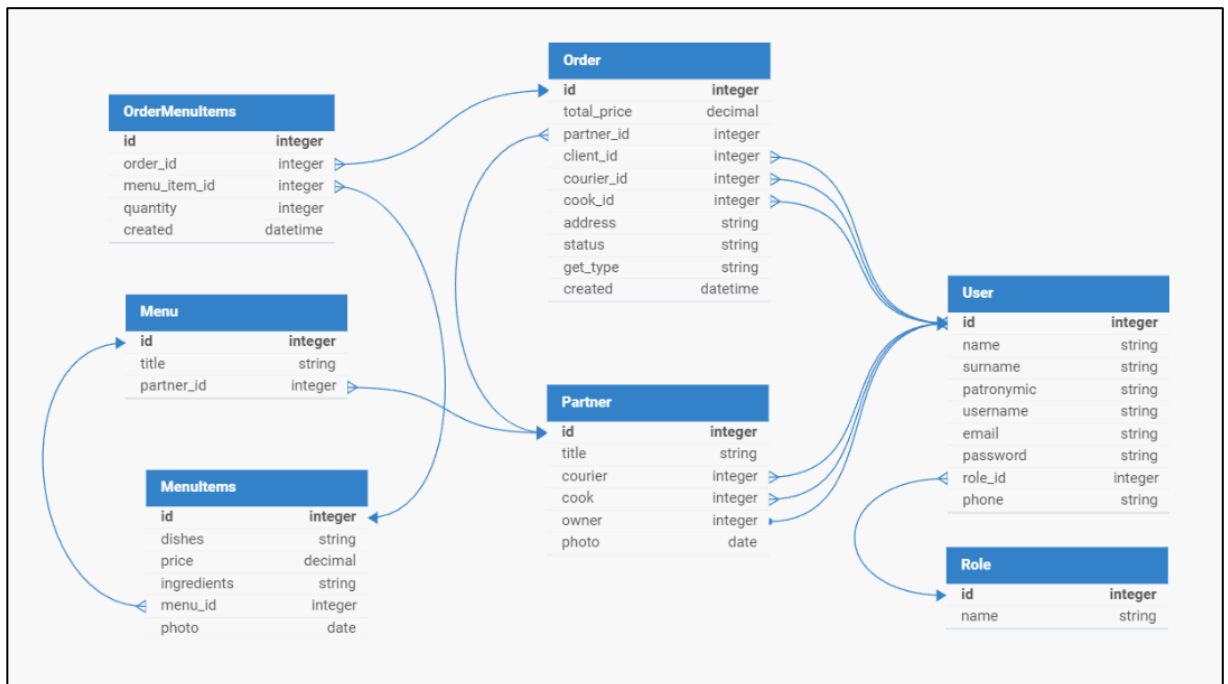 OrderMenuItems
id integer
order_id integer
menu_item_id integer
quantity integer
created datetime
Menu
id integer
title string
partner_id integer
MenuItems
id integer
dishes string
price decimal
ingredients string
menu_id integer
photo date
Order
id integer
total_price decimal
partner_id integer
client_id integer
courier_id integer
cook_id integer
address string
status string
get_type string
created datetime
Partner
id integer
title string
courier integer
cook integer
owner integer
photo date
User
id integer
name string
surname string
patronymic string
username string
email string
password string
role_id integer
phone string
Role
id integer
name string